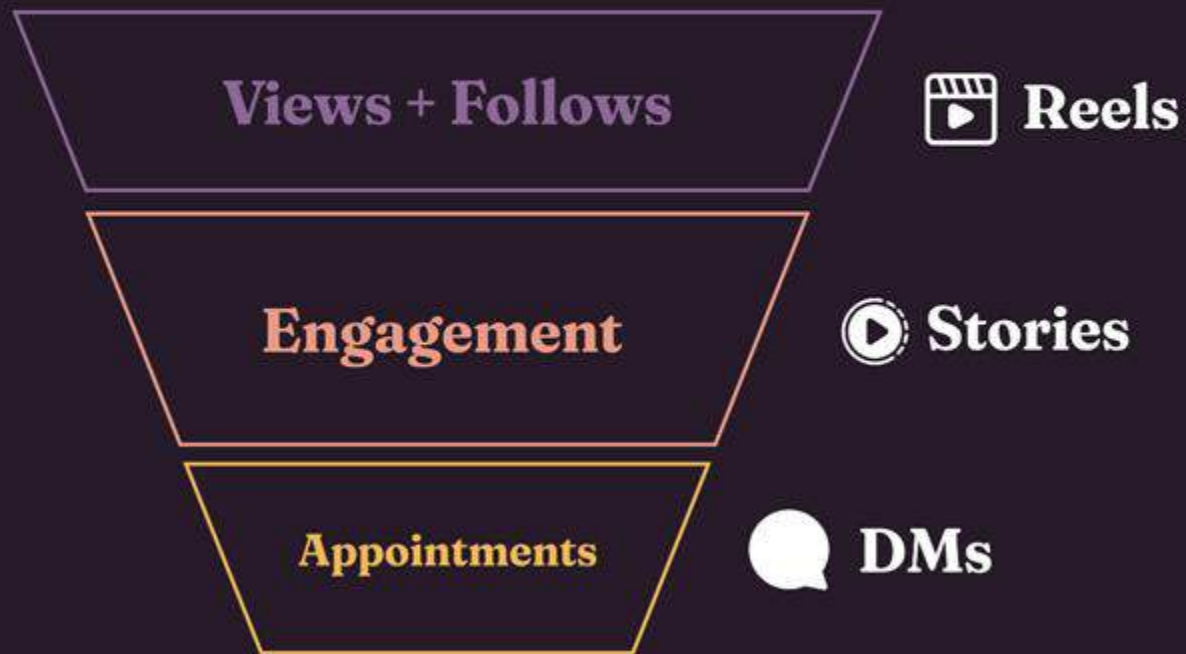 Views + Follows
Reels
Engagement
Stories
Appointments
DMs